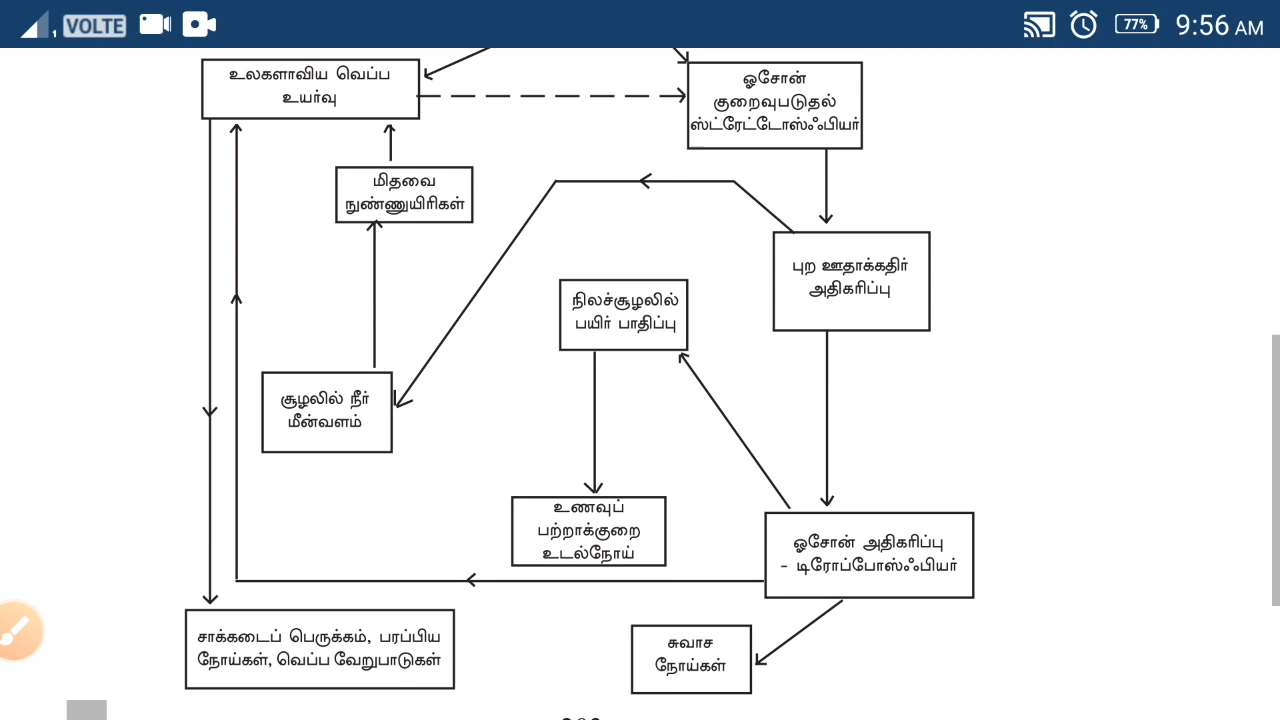 VOLTE 77% 9:56 AM
உலகளாவிய வெப்ப
உயர்வு
ஓசோன்
குறைவுபடுதல்
ஸ்ட்ரேட்டோஸ்ஃபியர்
மிதவை
நுண்ணுயிரிகள்
புற ஊதாக்கதிர்
அதிகரிப்பு
நிலச்சூழலில்
பயிர் பாதிப்பு
சூழலில் நீர்
மீன்வளம்
உணவுப்
பற்றாக்குறை
உடல்நோய்
ஓசோன் அதிகரிப்பு
- டிரோப்போஸ்ஃபியர்
சாக்கடைப் பெருக்கம், பரப்பிய
நோய்கள், வெப்ப வேறுபாடுகள்
சுவாச
நோய்கள்